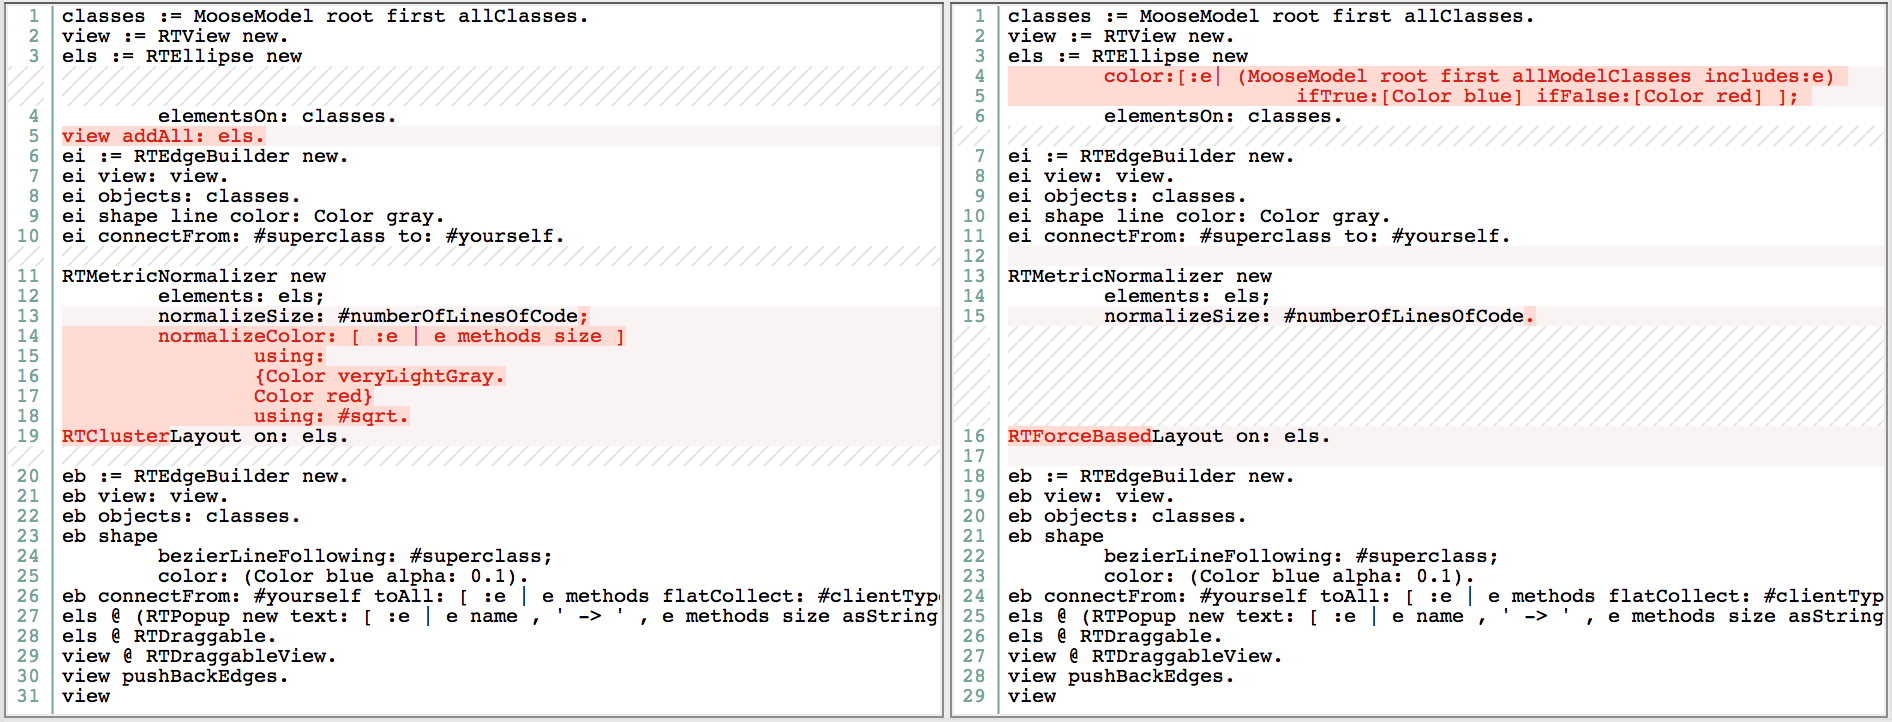 1 classes := MooseModel root first allClasses.
2 view := RTView new.
3 els := RTEllipse new
4 elementsOn: classes.
5 view addAll: els.
6 ei := RTEdgeBuilder new.
7 ei view: view.
8 ei objects: classes.
9 ei shape line color: Color gray.
10 ei connectFrom: #superclass to: #yourself.
11 RTMetricNormalizer new
12 elements: els;
13 normalizeSize: #numberOfLinesOfCode;
14 normalizeColor: [ :e | e methods size ]
15 using:
16 {Color veryLightGray.
17 Color red}
18 using: #sqrt.
19 RTClusterLayout on: els.
20 eb := RTEdgeBuilder new.
21 eb view: view.
22 eb objects: classes.
23 eb shape
24 bezierLineFollowing: #superclass;
25 color: (Color blue alpha: 0.1).
26 eb connectFrom: #yourself toAll: [ :e | e methods flatCollect: #clientTyp
27 els @ (RTPopup new text: [ :e | e name , ' -> ' , e methods size asString
28 els @ RTDraggable.
29 view @ RTDraggableView.
30 view pushBackEdges.
31 view
1 classes := MooseModel root first allClasses.
2 view := RTView new.
3 els := RTEllipse new
4 color:[:e| (MooseModel root first allModelClasses includes:e)
5 ifTrue:[Color blue] ifFalse:[Color red] ];
6 elementsOn: classes.
7 ei := RTEdgeBuilder new.
8 ei view: view.
9 ei objects: classes.
10 ei shape line color: Color gray.
11 ei connectFrom: #superclass to: #yourself.
12
13 RTMetricNormalizer new
14 elements: els;
15 normalizeSize: #numberOfLinesOfCode.
16 RTForceBasedLayout on: els.
17
18 eb := RTEdgeBuilder new.
19 eb view: view.
20 eb objects: classes.
21 eb shape
22 bezierLineFollowing: #superclass;
23 color: (Color blue alpha: 0.1).
24 eb connectFrom: #yourself toAll: [ :e | e methods flatCollect: #clientTyp
25 els @ (RTPopup new text: [ :e | e name , ' -> ' , e methods size asString
26 els @ RTDraggable.
27 view @ RTDraggableView.
28 view pushBackEdges.
29 view